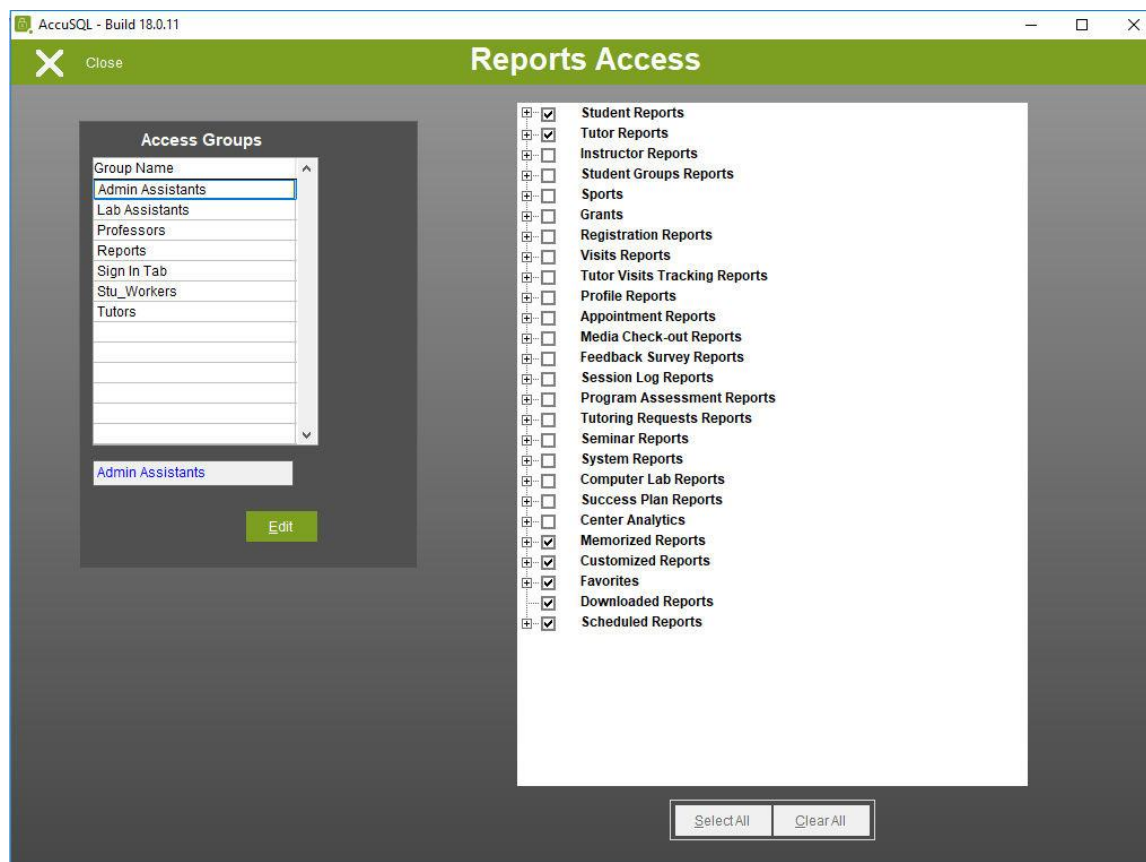 AccuSQL - Build 18.0.11
Close
Reports Access
Access Groups
Group Name
Admin Assistants
Lab Assistants
Professors
Reports
Sign In Tab
Stu_Workers
Tutors
Admin Assistants
Edit
Student Reports
Tutor Reports
Instructor Reports
Student Groups Reports
Sports
Grants
Registration Reports
Visits Reports
Tutor Visits Tracking Reports
Profile Reports
Appointment Reports
Media Check-out Reports
Feedback Survey Reports
Session Log Reports
Program Assessment Reports
Tutoring Requests Reports
Seminar Reports
System Reports
Computer Lab Reports
Success Plan Reports
Center Analytics
Memorized Reports
Customized Reports
Favorites
Downloaded Reports
Scheduled Reports
Select All
Clear All